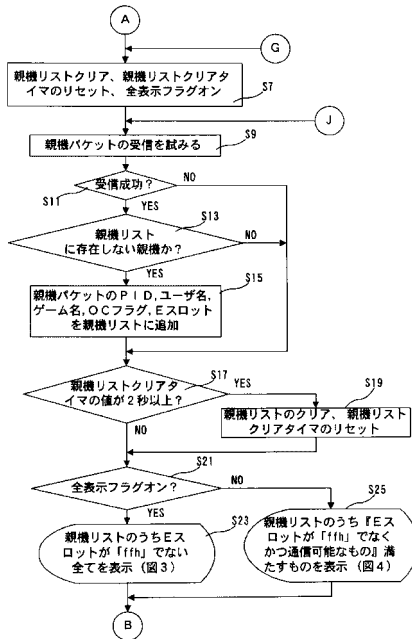 A
G
親機リストクリア、親機リストクリアタ
イマのリセット、全表示フラグオン
S7
J
S9
親機パケットの受信を試みる
受信成功？
NO
S11
YES
S13
親機リスト
に存在しない親機か？
NO
YES
S15
親機パケットのＰＩＤ,ユーザ名,
ゲーム名,ＯＣフラグ,Ｅスロット
を親機リストに追加
S17
親機リストクリアタ
イマの値が２秒以上？
YES
S19
親機リストのクリア、親機リスト
クリアタイマのリセット
NO
S21
全表示フラグオン？
NO
YES
S23
S25
親機リストのうちＥス
ロットが「ffh」でない
全てを表示（図３）
親機リストのうち『Ｅス
ロットが「ffh」でなく
かつ通信可能なもの』満
たすものを表示（図４）
B